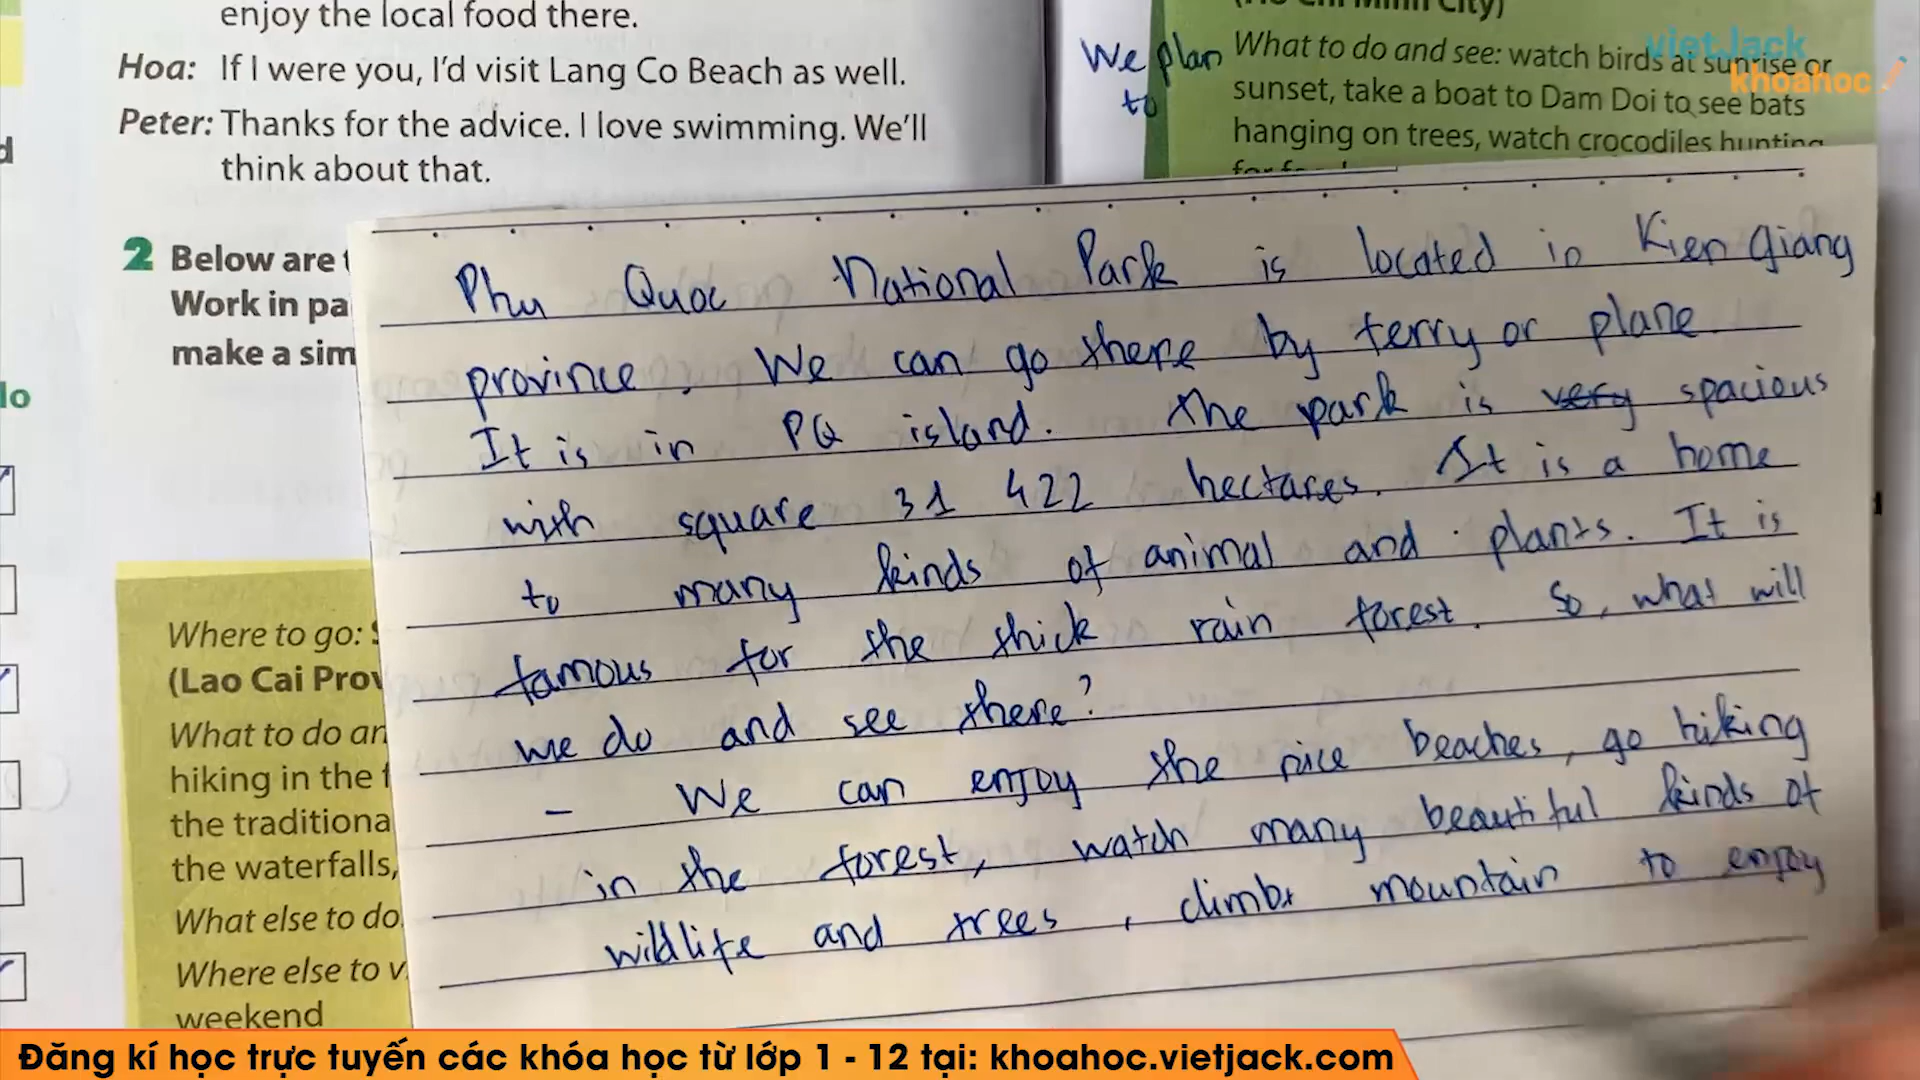 enjoy the local food there.
Hoa: If I were you, I'd visit Lang Co Beach as well.
Peter: Thanks for the advice. I love swimming. We'll
think about that.
2 Below are
Work in pa
make a sim
lo
Where to go:
(Lao Cai Prov
What to do an
hiking in the f
the traditiona
the waterfalls,
What else to do
Where else to v
weekend
We plan
to
What to do and see: watch birds at sunrise or
sunset, take a boat to Dam Doi to see bats
hanging on trees, watch crocodiles hunting
vietjack
khoahoc
Phu Quoc National Park is located in Kien Giang
province. We can go there by ferry or plane.
It is in PQ island. The park is very spacious
with square 31 422 hectares. It is a home
to many kinds of animal and plants. It is
famous for the thick rain forest. So, what will
we do and see there?
- We can enjoy the nice beaches, go hiking
in the forest, watch many beautiful kinds of
wildlife and trees, climb mountain to enjoy
Đăng kí học trực tuyến các khóa học từ lớp 1 - 12 tại: khoahoc.vietjack.com